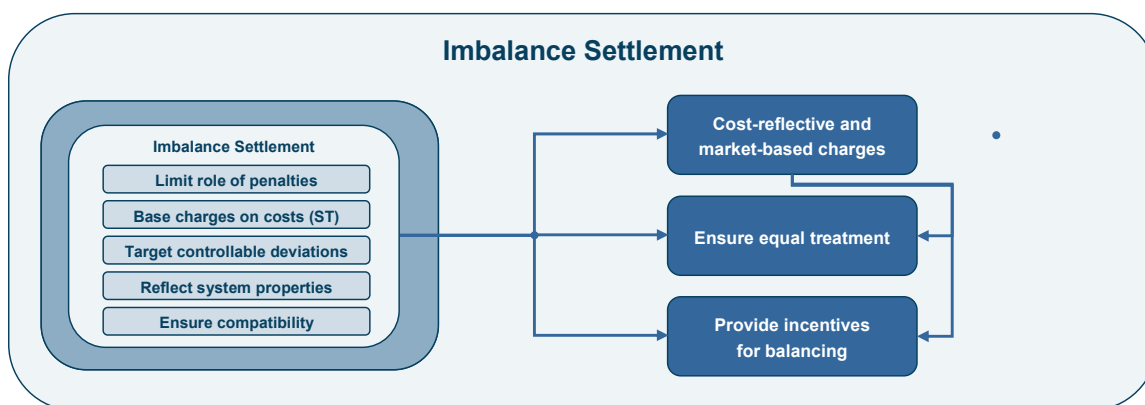 Imbalance Settlement
Imbalance Settlement
Limit role of penalties
Base charges on costs (ST)
Target controllable deviations
Reflect system properties
Ensure compatibility
Cost-reflective and
market-based charges
Ensure equal treatment
Provide incentives
for balancing